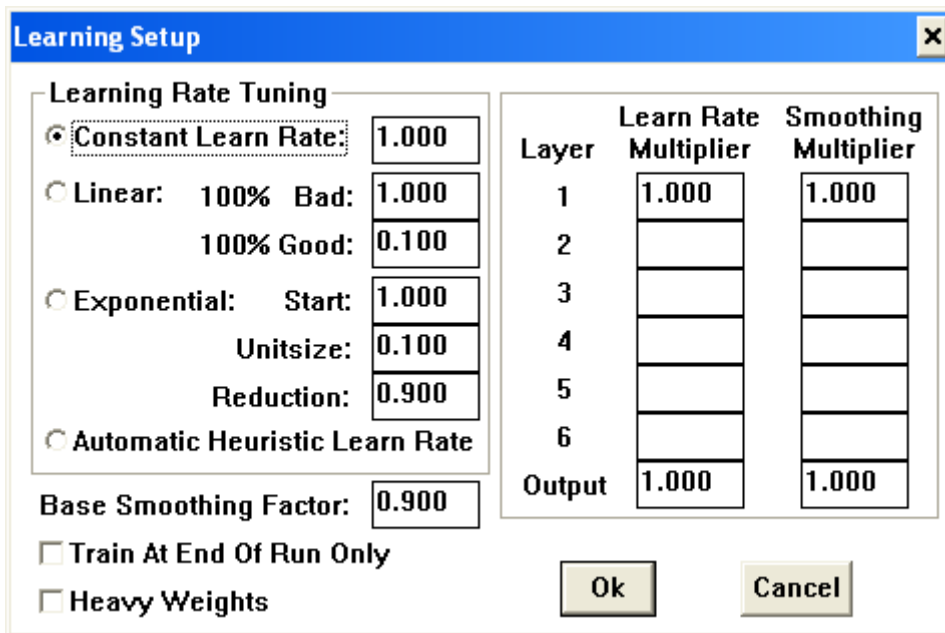 Learning Setup
Learning Rate Tuning
Constant Learn Rate: 1.000
Linear: 100% Bad: 1.000
100% Good: 0.100
Exponential: Start: 1.000
Unitsize: 0.100
Reduction: 0.900
Automatic Heuristic Learn Rate
Base Smoothing Factor: 0.900
Train At End Of Run Only
Heavy Weights
Layer Learn Rate Multiplier Smoothing Multiplier
1 1.000 1.000
2
3
4
5
6
Output 1.000 1.000
Ok Cancel